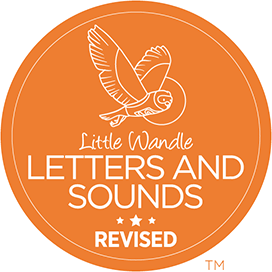 Little Wandle
LETTERS AND
SOUNDS
REVISED
TM